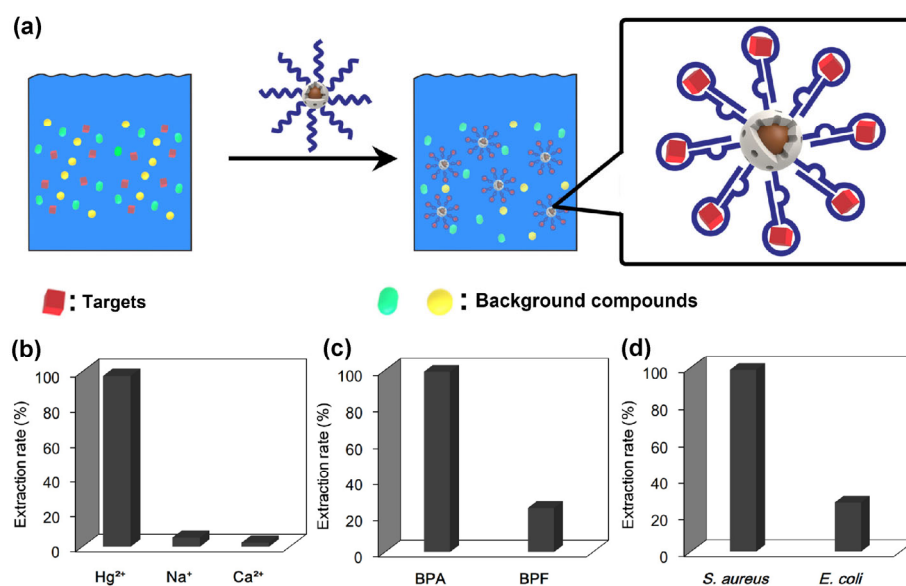 (a)
: Targets
: Background compounds
(b)
(c)
(d)
Extraction rate (%)
100
80
60
40
20
0
Hg²⁺ Na⁺ Ca²⁺
Extraction rate (%)
100
80
60
40
20
0
BPA BPF
Extraction rate (%)
100
80
60
40
20
0
S. aureus E. coli